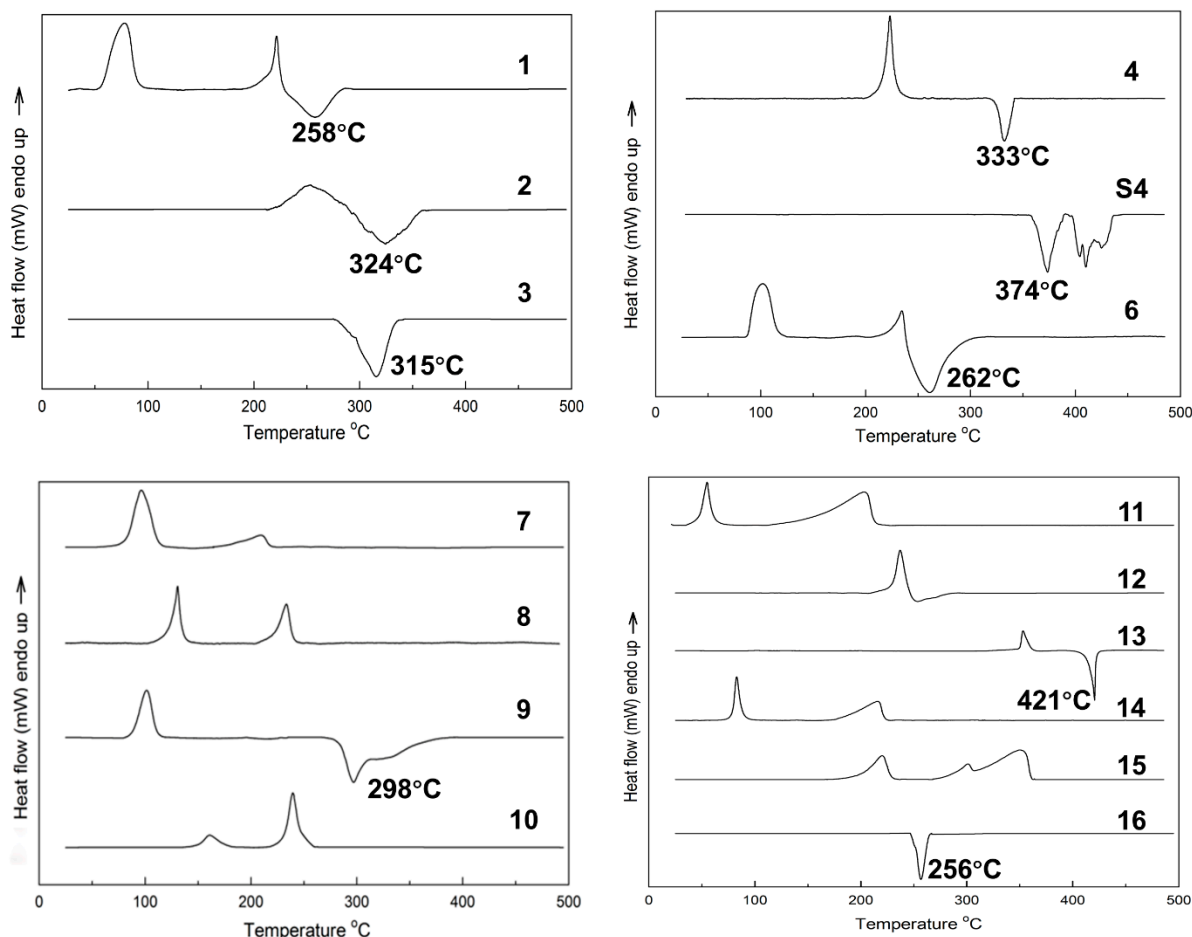 Heat flow (mW) endo up
1
258°C
2
324°C
3
315°C
0 100 200 300 400 500
Temperature °C
Heat flow (mW) endo up
4
333°C
S4
374°C
6
262°C
0 100 200 300 400 500
Temperature °C
Heat flow (mW) endo up
7
8
9
298°C
10
0 100 200 300 400 500
Temperature °C
Heat flow (mW) endo up
11
12
13
421°C
14
15
16
256°C
0 100 200 300 400 500
Temperature °C